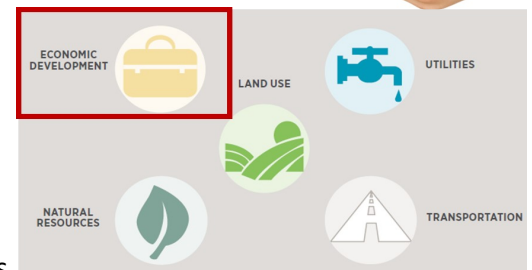 ECONOMIC
DEVELOPMENT
LAND USE
UTILITIES
NATURAL
RESOURCES
TRANSPORTATION